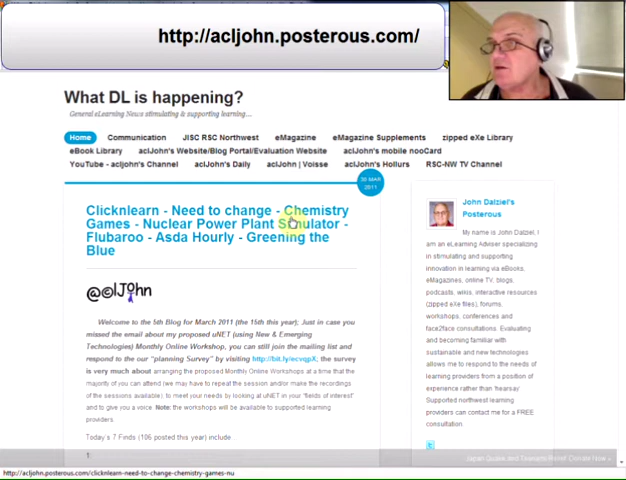 http://acljohn.posterous.com/
What DL is happening?
General eLearning News stimulating & supporting learning...
Home Communication JISC RSC Northwest eMagazine eMagazine Supplements zipped eXe Library
eBook Library acljohn's Website/Blog Portal/Evaluation Website acljohn's mobile nooCard
YouTube - acljohn's Channel acljohn's Daily acljohn | Voisse acljohn's Hollurs RSC-NW TV Channel
30 MAR
2011
Clicknlearn - Need to change - Chemistry
Games - Nuclear Power Plant Simulator -
Flubaroo - Asda Hourly - Greening the
Blue
@clJohn
Welcome to the 5th Blog for March 2011 (the 15th this year); Just in case you
missed the email about my proposed uNET (using New & Emerging
Technologies) Monthly Online Workshop, you can still join the mailing list and
respond to the our "planning Survey" by visiting http://bit.ly/ecvqpX; the survey
is very much about arranging the proposed Monthly Online Workshops at a time that the
majority of you can attend (we may have to repeat the session and/or make the recordings
of the sessions available); to meet your needs by looking at uNET in your "fields of interest"
and to give you a voice. Note: the workshops will be available to supported learning
providers.
Today's 7 Finds (106 posted this year) include...
1:
John Dalziel's
Posterous
My name is John Dalziel, I
am an eLearning Adviser specializing
in stimulating and supporting
innovation in learning via eBooks,
eMagazines, online TV, blogs,
podcasts, wikis, interactive resources
(zipped eXe files), forums,
workshops, conferences and
face2face consultations. Evaluating
and becoming familiar with
sustainable and new technologies
allows me to respond to the needs of
learning providers from a position of
experience rather than 'hearsay'.
Supported northwest learning
providers can contact me for a FREE
consultation.
Japan Quake and Tsunami Relief: Donate Now »
http://acljohn.posterous.com/clicknlearn-need-to-change-chemistry-games-nu